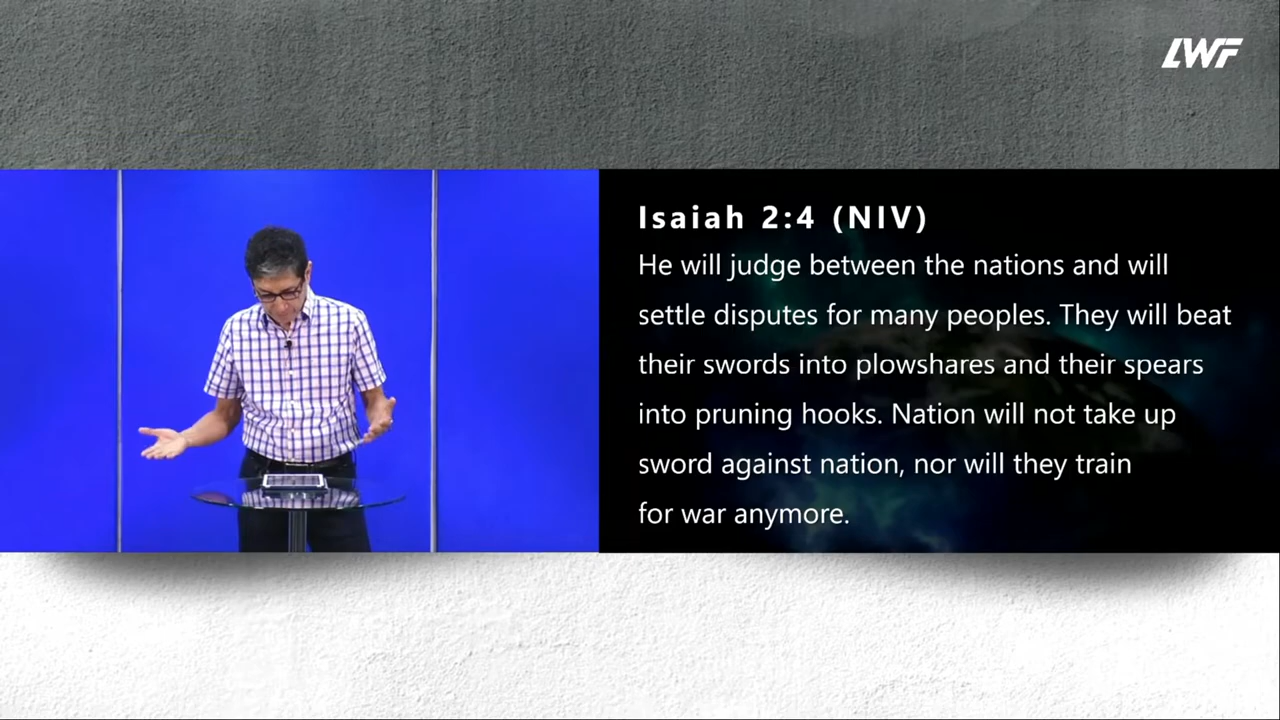 LWF
Isaiah 2:4 (NIV)
He will judge between the nations and will
settle disputes for many peoples. They will beat
their swords into plowshares and their spears
into pruning hooks. Nation will not take up
sword against nation, nor will they train
for war anymore.